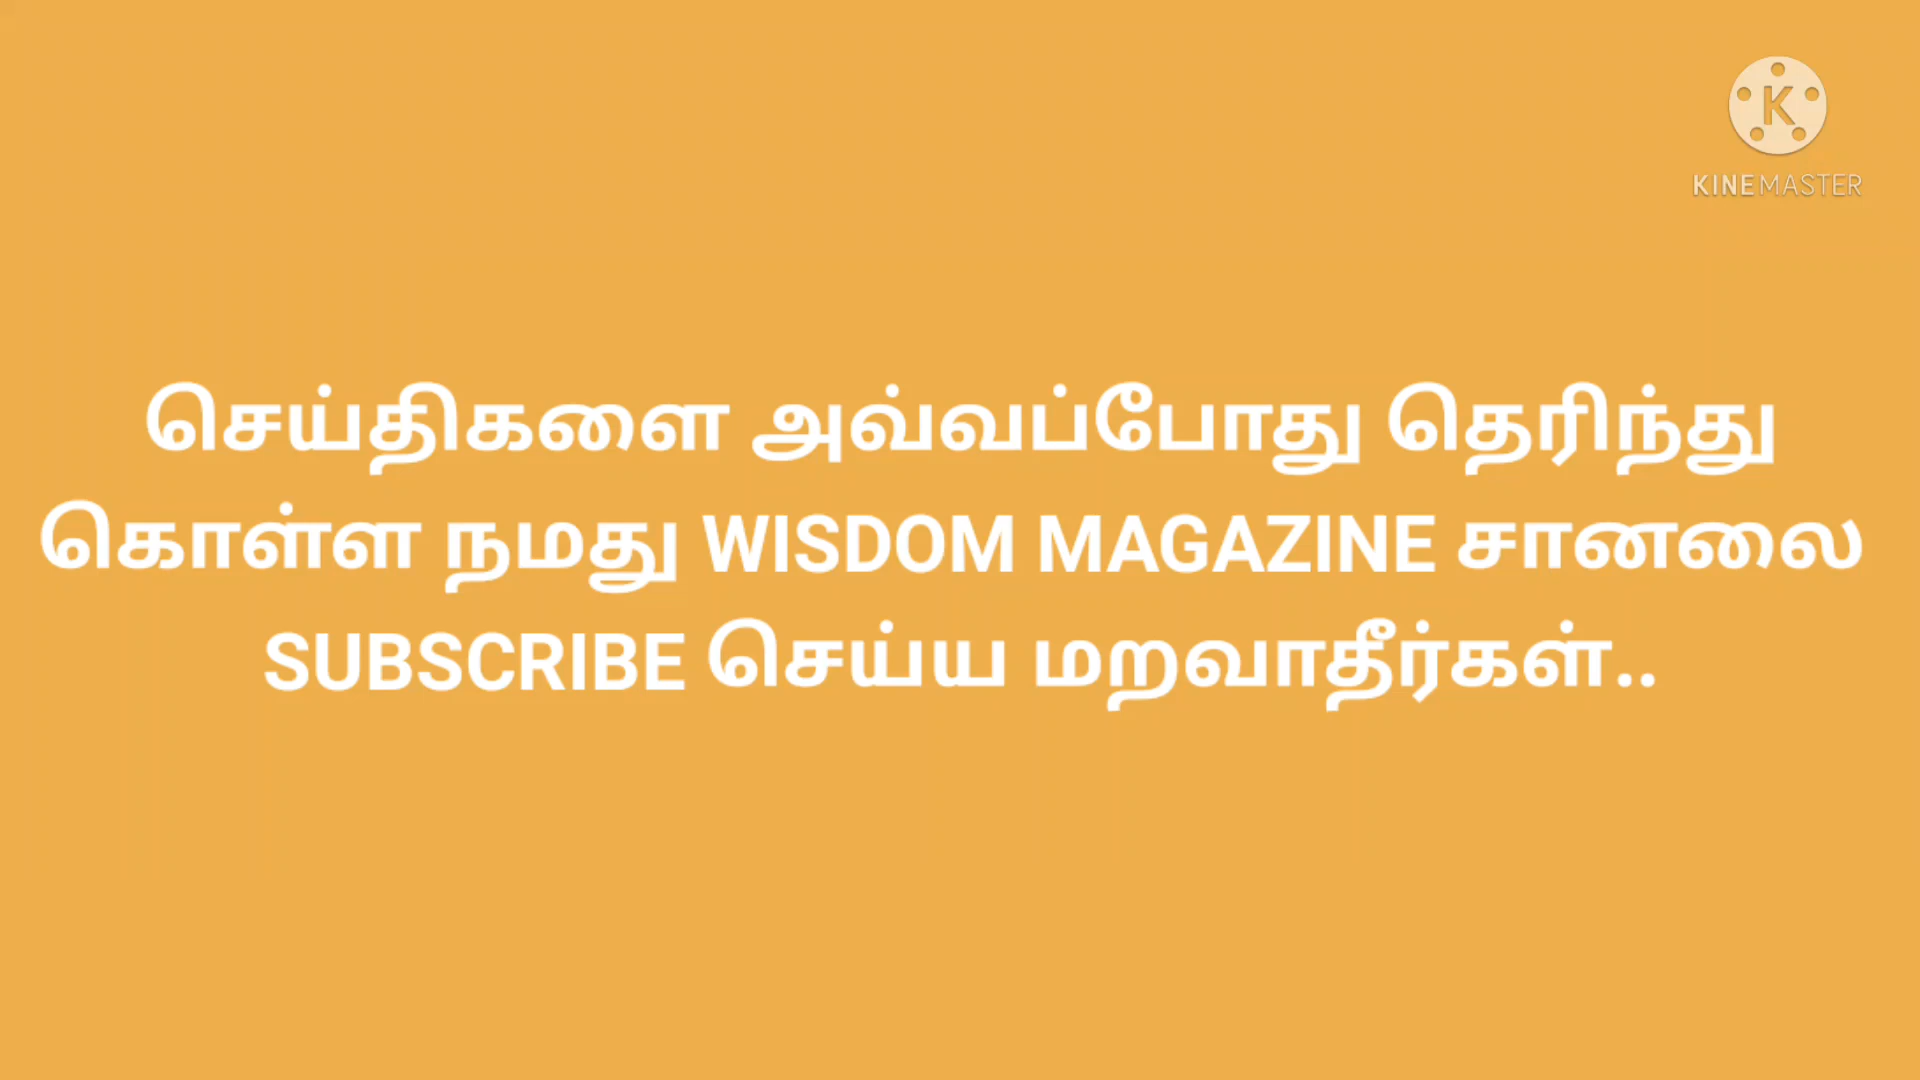 K
KINEMASTER
செய்திகளை அவ்வப்போது தெரிந்து
கொள்ள நமது WISDOM MAGAZINE சானலை
SUBSCRIBE செய்ய மறவாதீர்கள்..